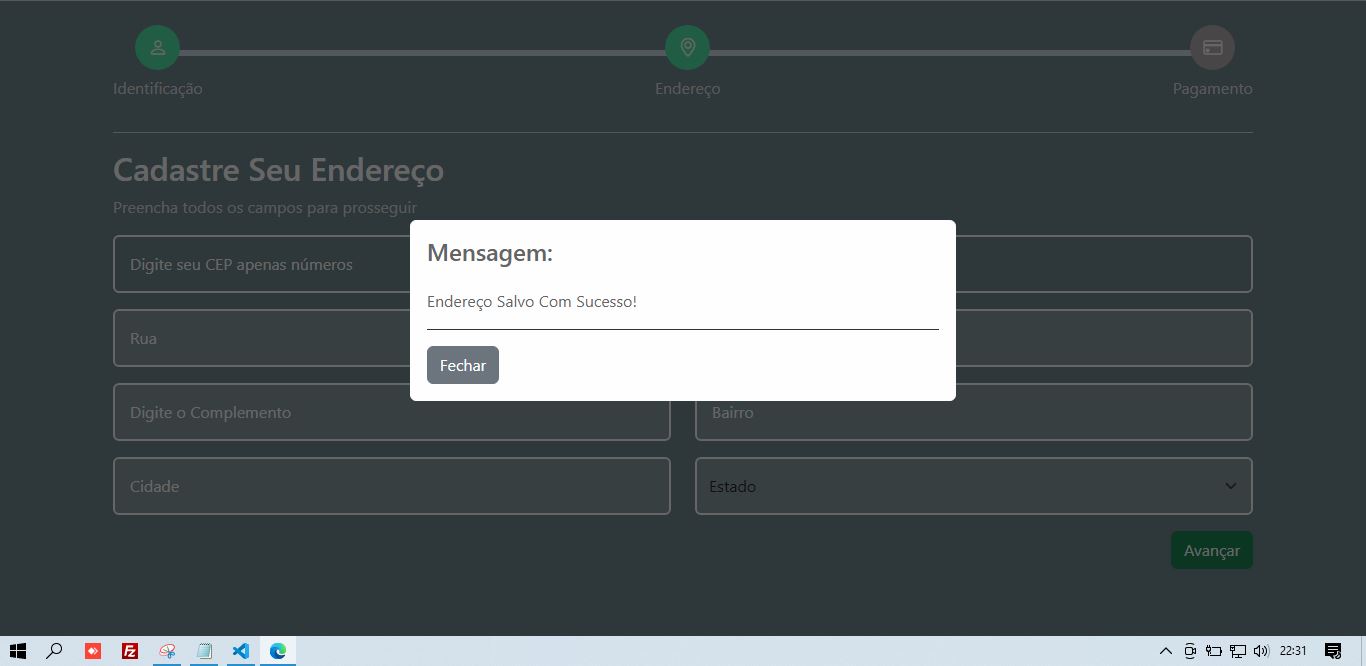 Identificação
Endereço
Pagamento
Cadastre Seu Endereço
Preencha todos os campos para prosseguir
Mensagem:
Digite seu CEP apenas números
Endereço Salvo Com Sucesso!
Rua
Fechar
Digite o Complemento
Bairro
Cidade
Estado
Avançar
Fz
22:31